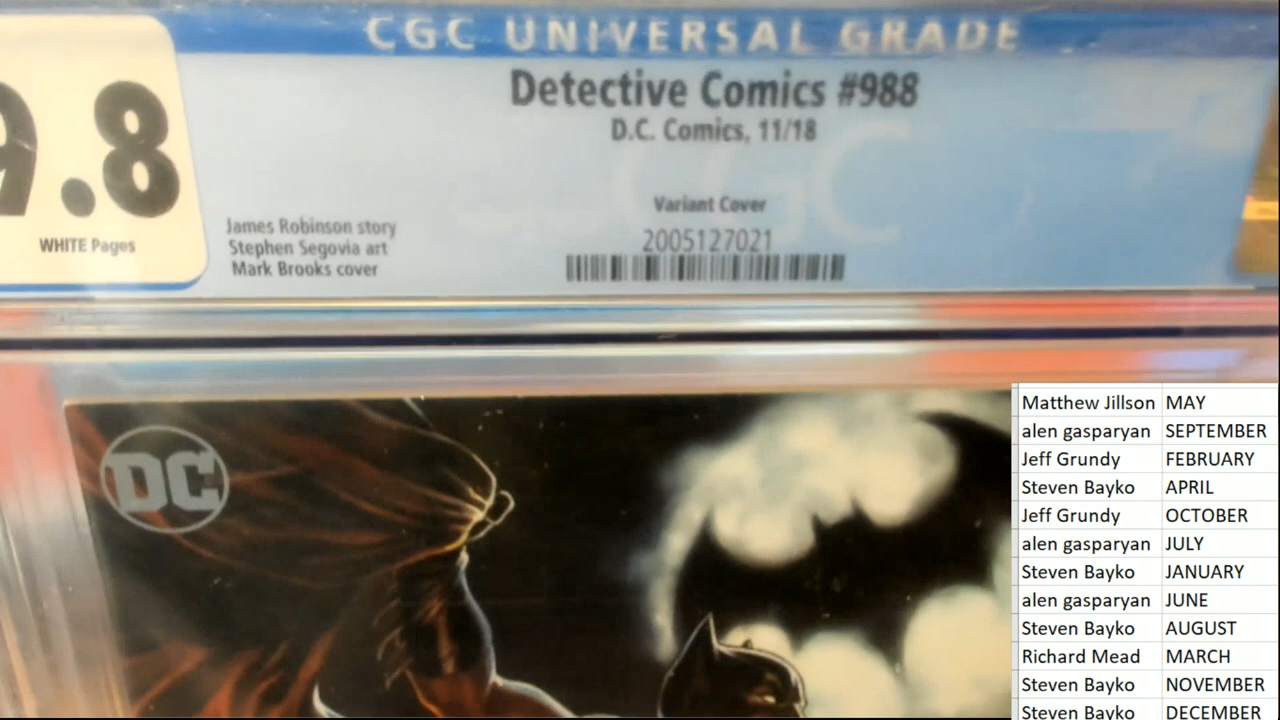 CGC UNIVERSAL GRADE
9.8
WHITE Pages
Detective Comics #988
D.C. Comics, 11/18
Variant Cover
2005127021
James Robinson story
Stephen Segovia art
Mark Brooks cover
CGC
DC
Matthew Jillson MAY
alen gasparyan SEPTEMBER
Jeff Grundy FEBRUARY
Steven Bayko APRIL
Jeff Grundy OCTOBER
alen gasparyan JULY
Steven Bayko JANUARY
alen gasparyan JUNE
Steven Bayko AUGUST
Richard Mead MARCH
Steven Bayko NOVEMBER
Steven Bayko DECEMBER